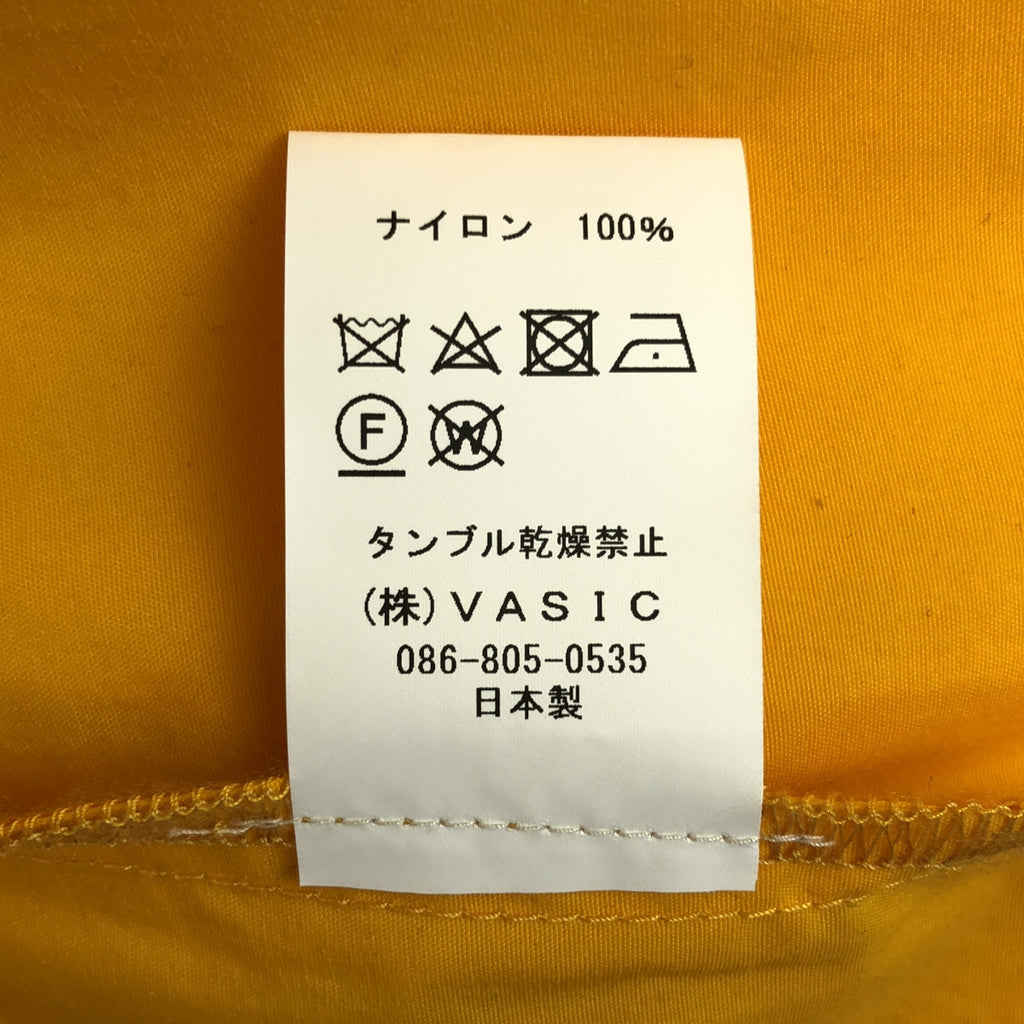 ナイロン　100%
F W
タンブル乾燥禁止
(株)ＶＡＳＩＣ
086-805-0535
日本製